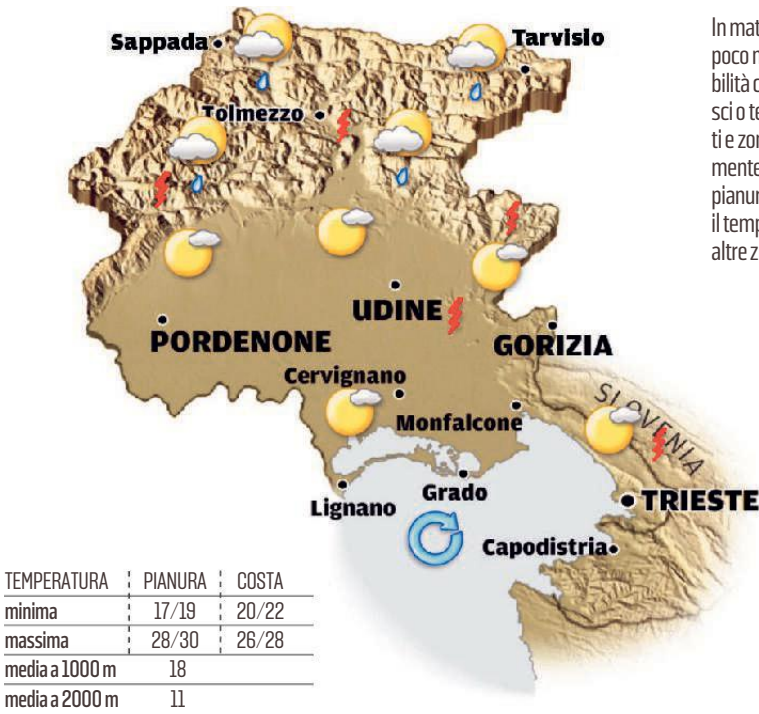 Sappada
Tarvisio
Tolmezzo
UDINE
PORDENONE
GORIZIA
Cervignano
SLOVENIA
Monfalcone
Lignano
Grado
TRIESTE
Capodistria
TEMPERATURA PIANURA COSTA
minima 17/19 20/22
massima 28/30 26/28
media a 1000 m 18
media a 2000 m 11
In mat
poco n
bilità c
sci o te
ti e zor
mente
pianur
il temp
altre z